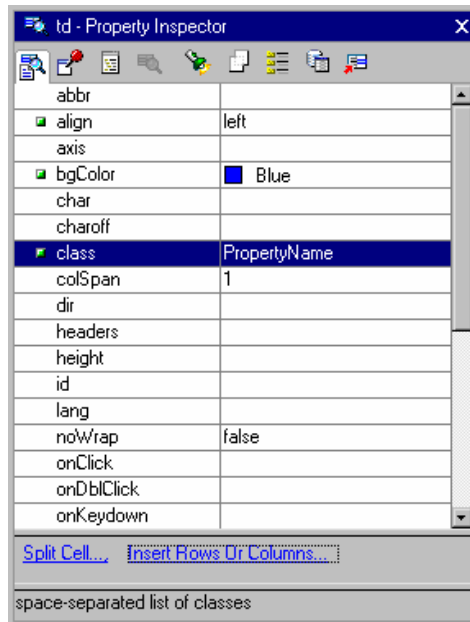 td - Property Inspector
abbr
align left
axis
bgColor Blue
char
charoff
class PropertyName
colSpan 1
dir
headers
height
id
lang
noWrap false
onClick
onDblClick
onKeydown
Split Cell..., Insert Rows Or Columns...
space-separated list of classes